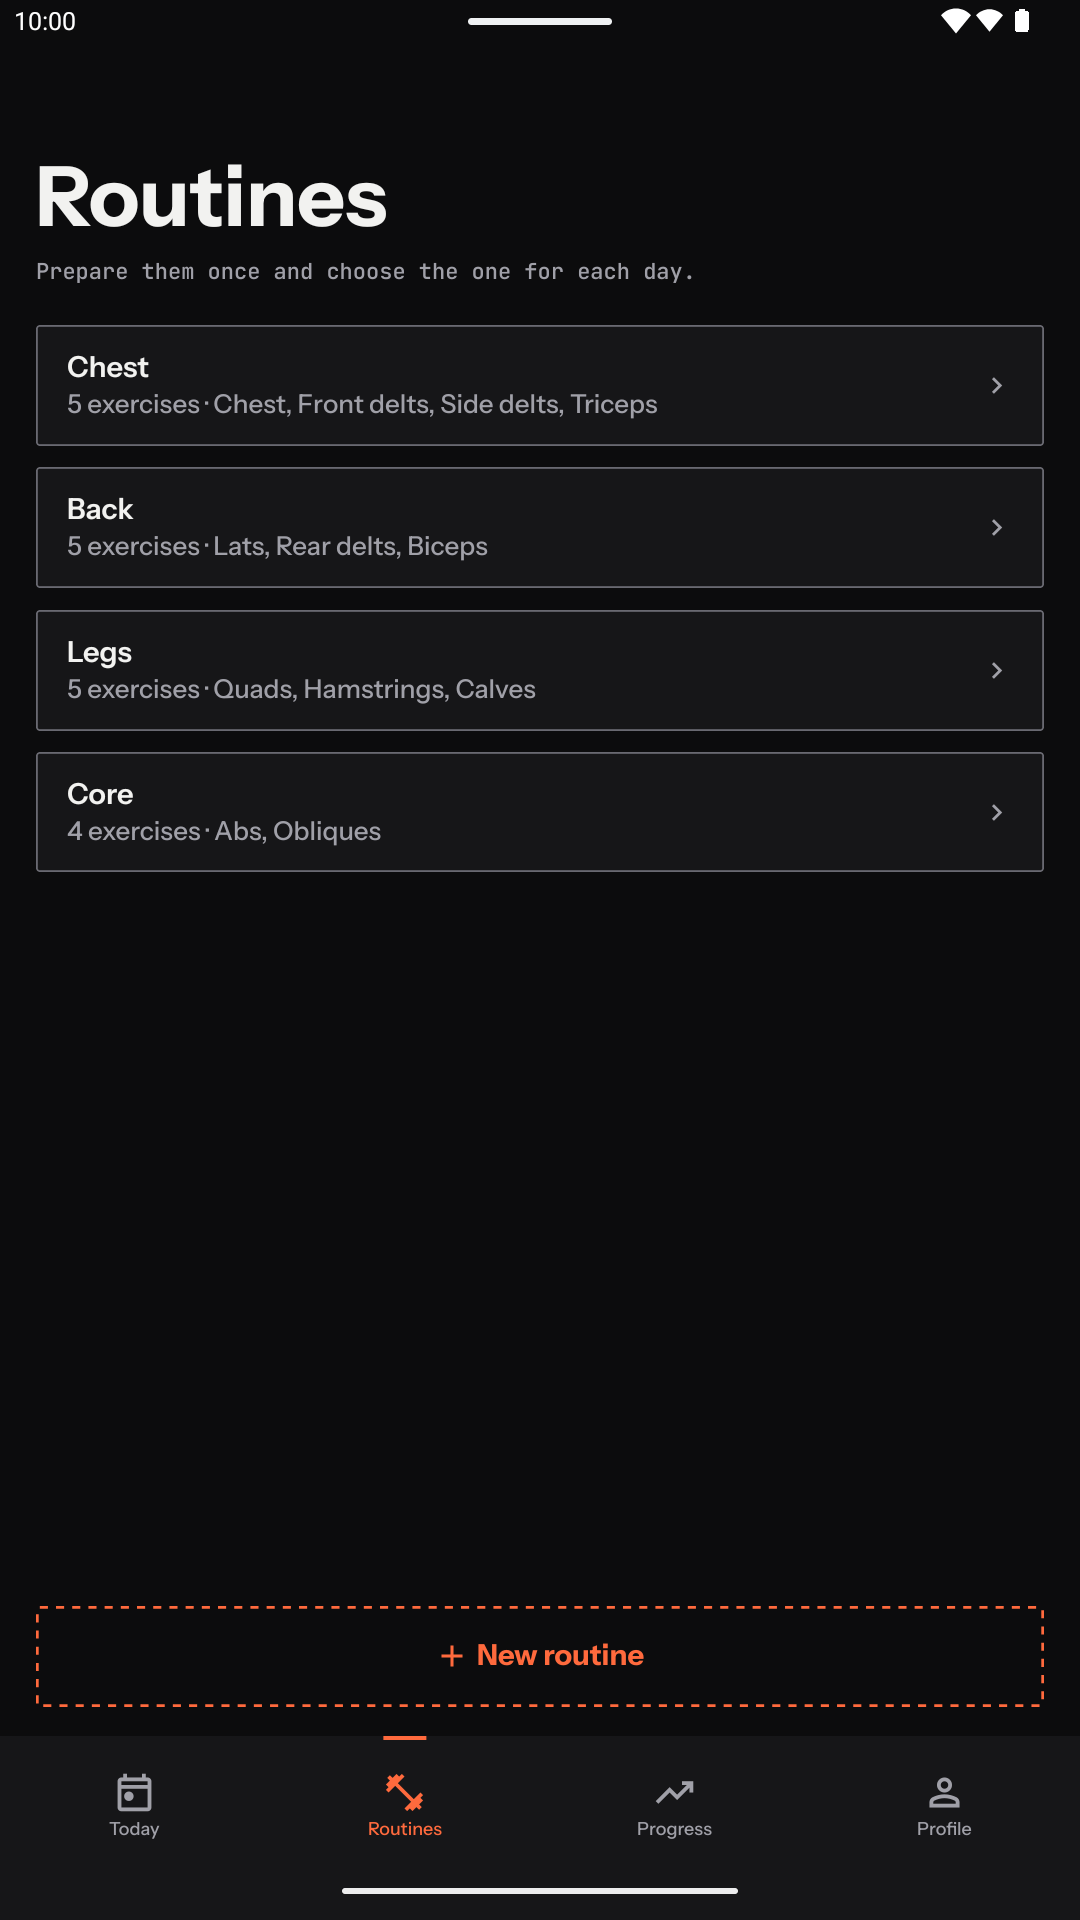 10:00
Routines
Prepare them once and choose the one for each day.
Chest
5 exercises · Chest, Front delts, Side delts, Triceps
Back
5 exercises · Lats, Rear delts, Biceps
Legs
5 exercises · Quads, Hamstrings, Calves
Core
4 exercises · Abs, Obliques
+ New routine
Today Routines Progress Profile